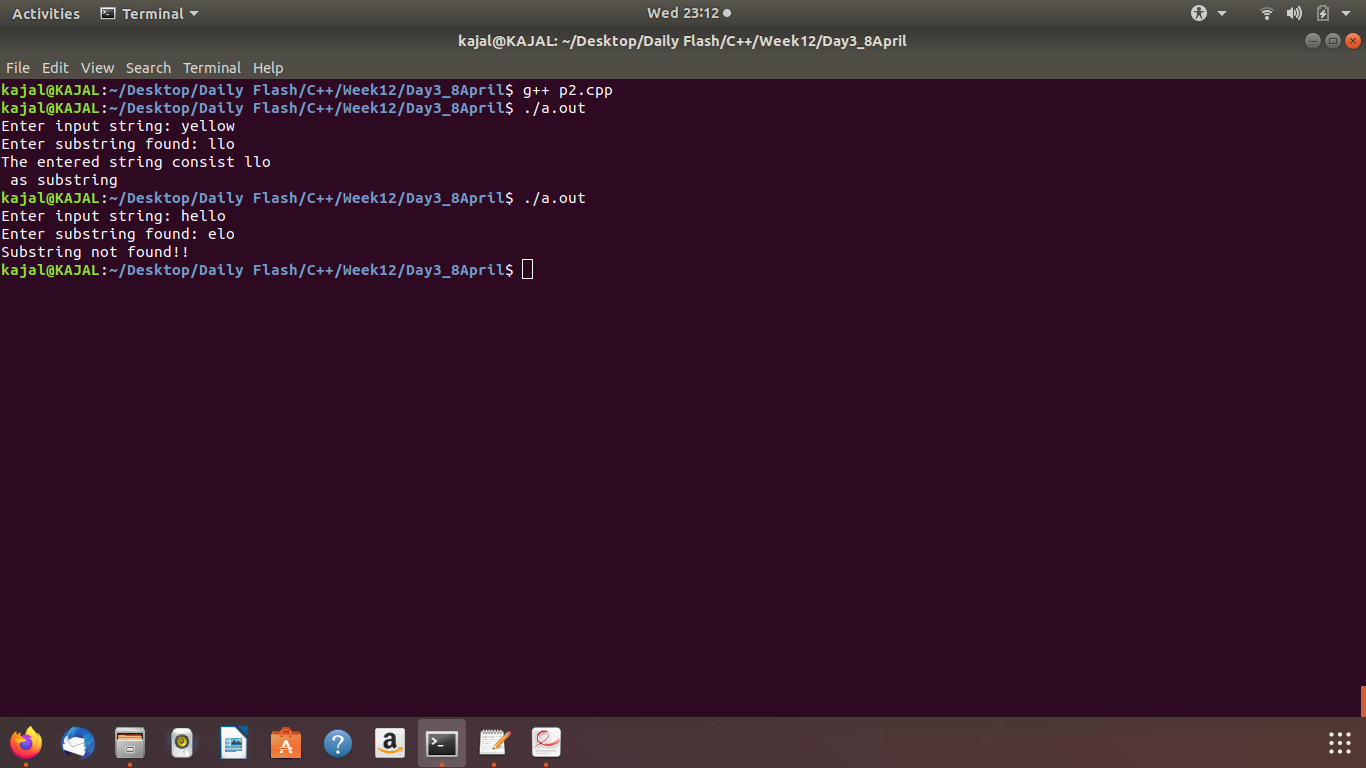 Activities Terminal Wed 23:12
kajal@KAJAL: ~/Desktop/Daily Flash/C++/Week12/Day3_8April
File Edit View Search Terminal Help
kajal@KAJAL:~/Desktop/Daily Flash/C++/Week12/Day3_8April$ g++ p2.cpp
kajal@KAJAL:~/Desktop/Daily Flash/C++/Week12/Day3_8April$ ./a.out
Enter input string: yellow
Enter substring found: llo
The entered string consist llo
 as substring
kajal@KAJAL:~/Desktop/Daily Flash/C++/Week12/Day3_8April$ ./a.out
Enter input string: hello
Enter substring found: elo
Substring not found!!
kajal@KAJAL:~/Desktop/Daily Flash/C++/Week12/Day3_8April$